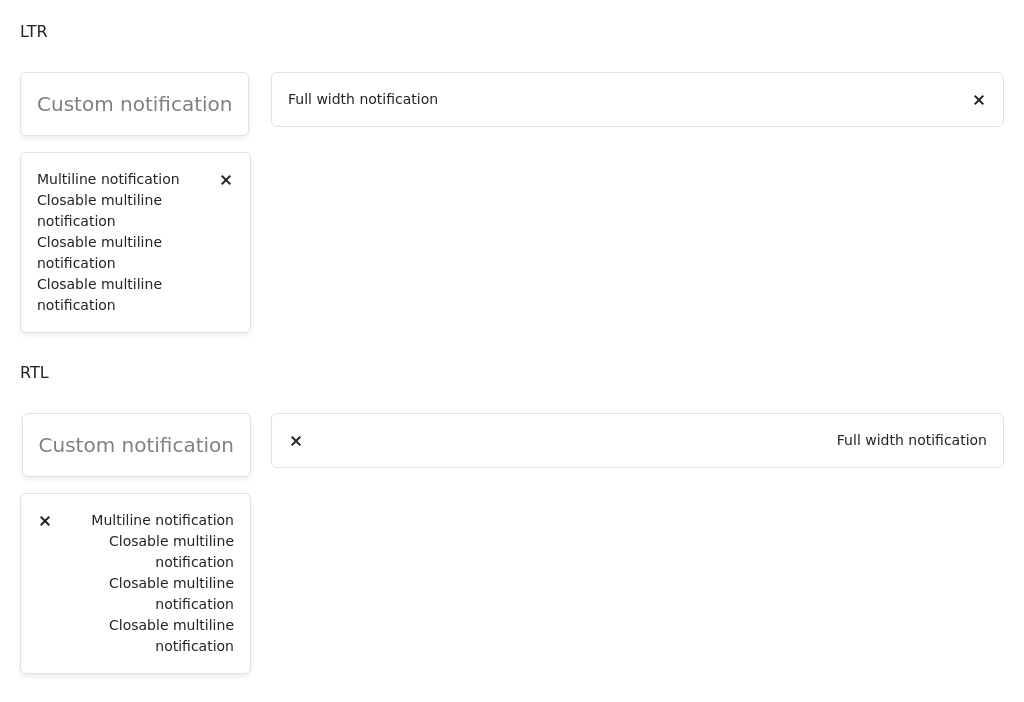 LTR
Custom notification
Full width notification
Multiline notification
Closable multiline
notification
Closable multiline
notification
Closable multiline
notification
RTL
Custom notification
Full width notification
Multiline notification
Closable multiline
notification
Closable multiline
notification
Closable multiline
notification